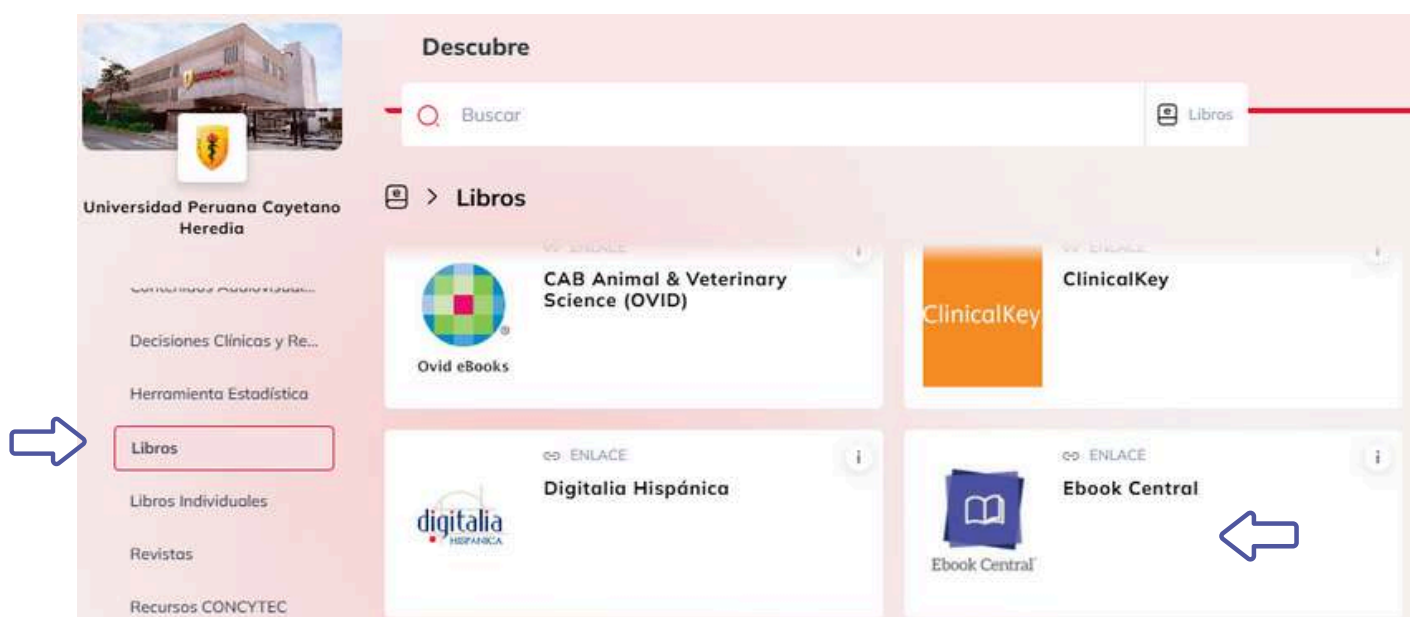 Descubre
Buscar
Libros
Universidad Peruana Cayetano
Heredia
> Libros
Contenidos Audiovisual...
Decisiones Clínicas y Re...
Herramienta Estadística
Libros
Libros Individuales
Revistas
Recursos CONCYTEC
ENLACE
CAB Animal & Veterinary
Science (OVID)
Ovid eBooks
ENLACE
ClinicalKey
ClinicalKey
ENLACE
Digitalia Hispánica
digitalia
HISPANICA
ENLACE
Ebook Central
Ebook Central